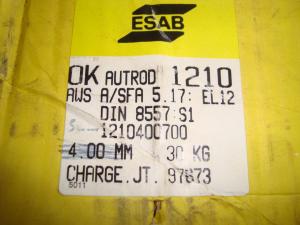 ESAB
OK AUTROD 1210
AWS A/SFA 5.17: EL12
DIN 8557:S1
1210400700
4.00 MM 30 KG
CHARGE.JT. 97673
5011